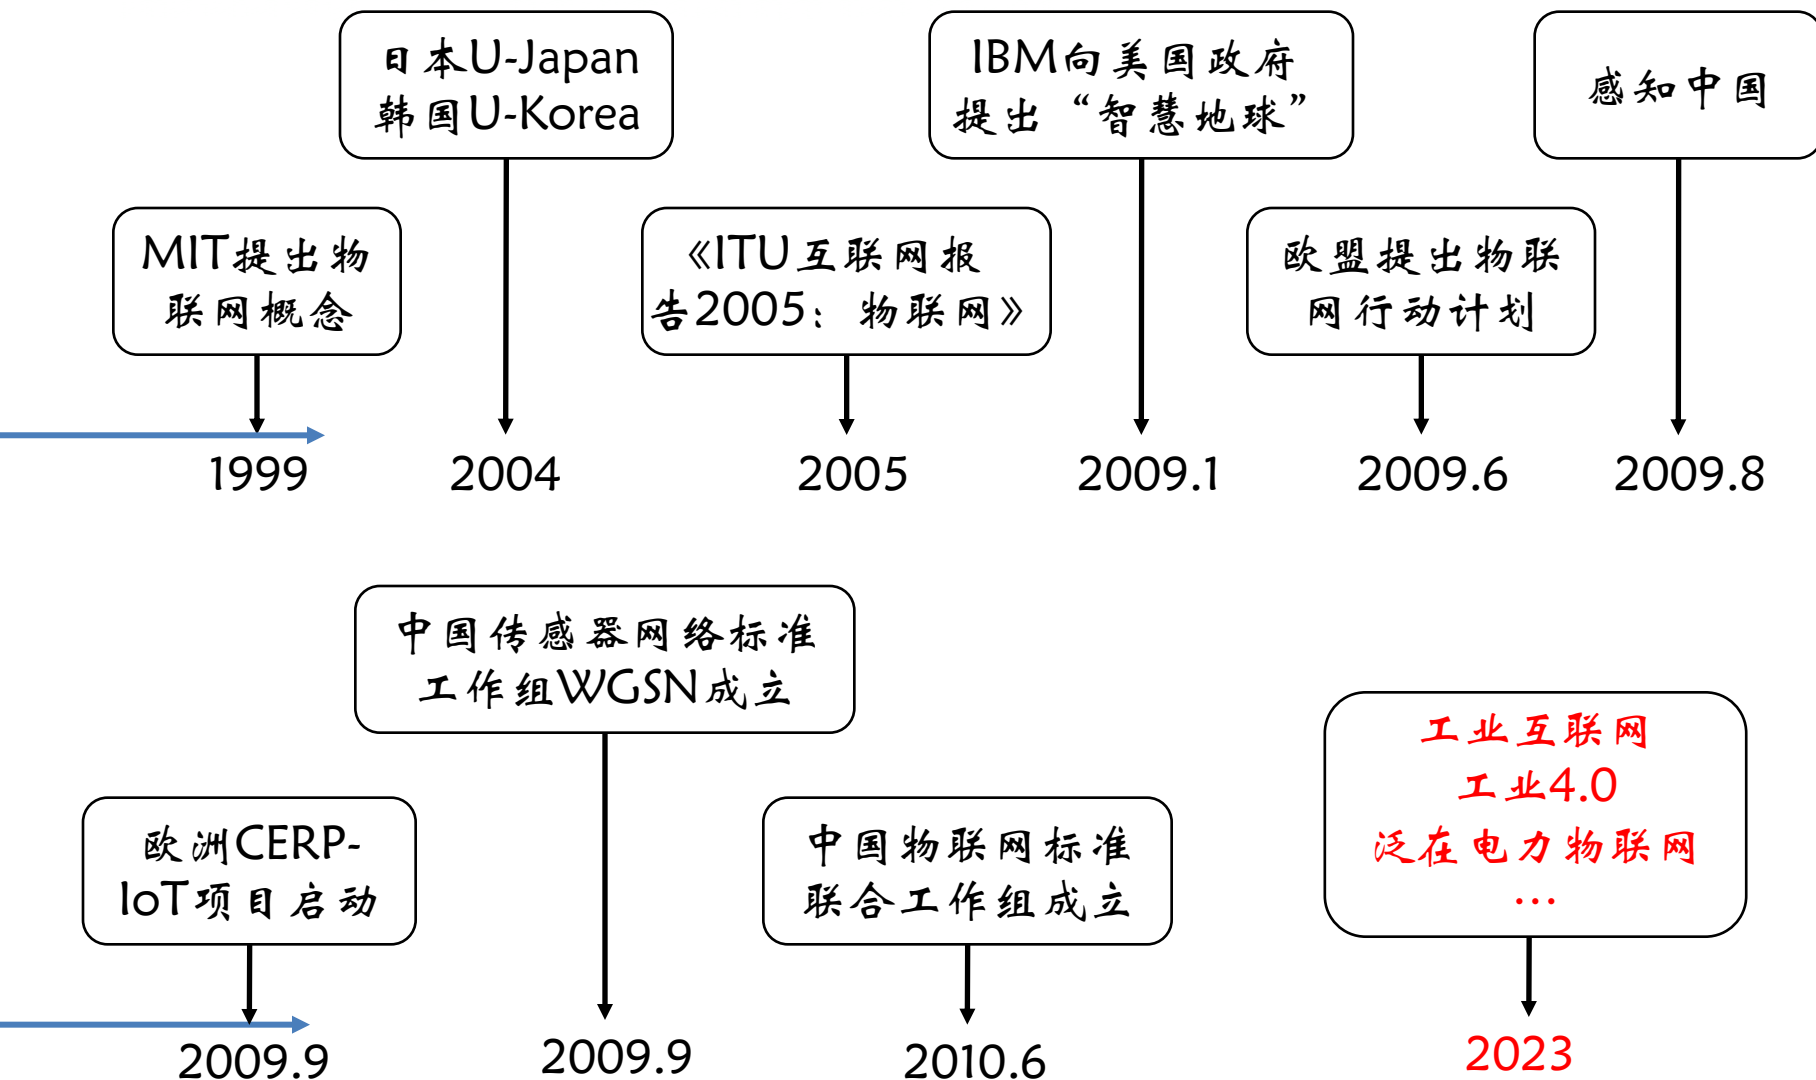 日本U-Japan
韩国U-Korea
IBM向美国政府
提出“智慧地球”
感知中国
MIT提出物
联网概念
《ITU互联网报
告2005：物联网》
欧盟提出物联
网行动计划
1999
2004
2005
2009.1
2009.6
2009.8
中国传感器网络标准
工作组WGSN成立
工业互联网
工业4.0
泛在电力物联网
…
欧洲CERP-
IoT项目启动
中国物联网标准
联合工作组成立
2009.9
2009.9
2010.6
2023